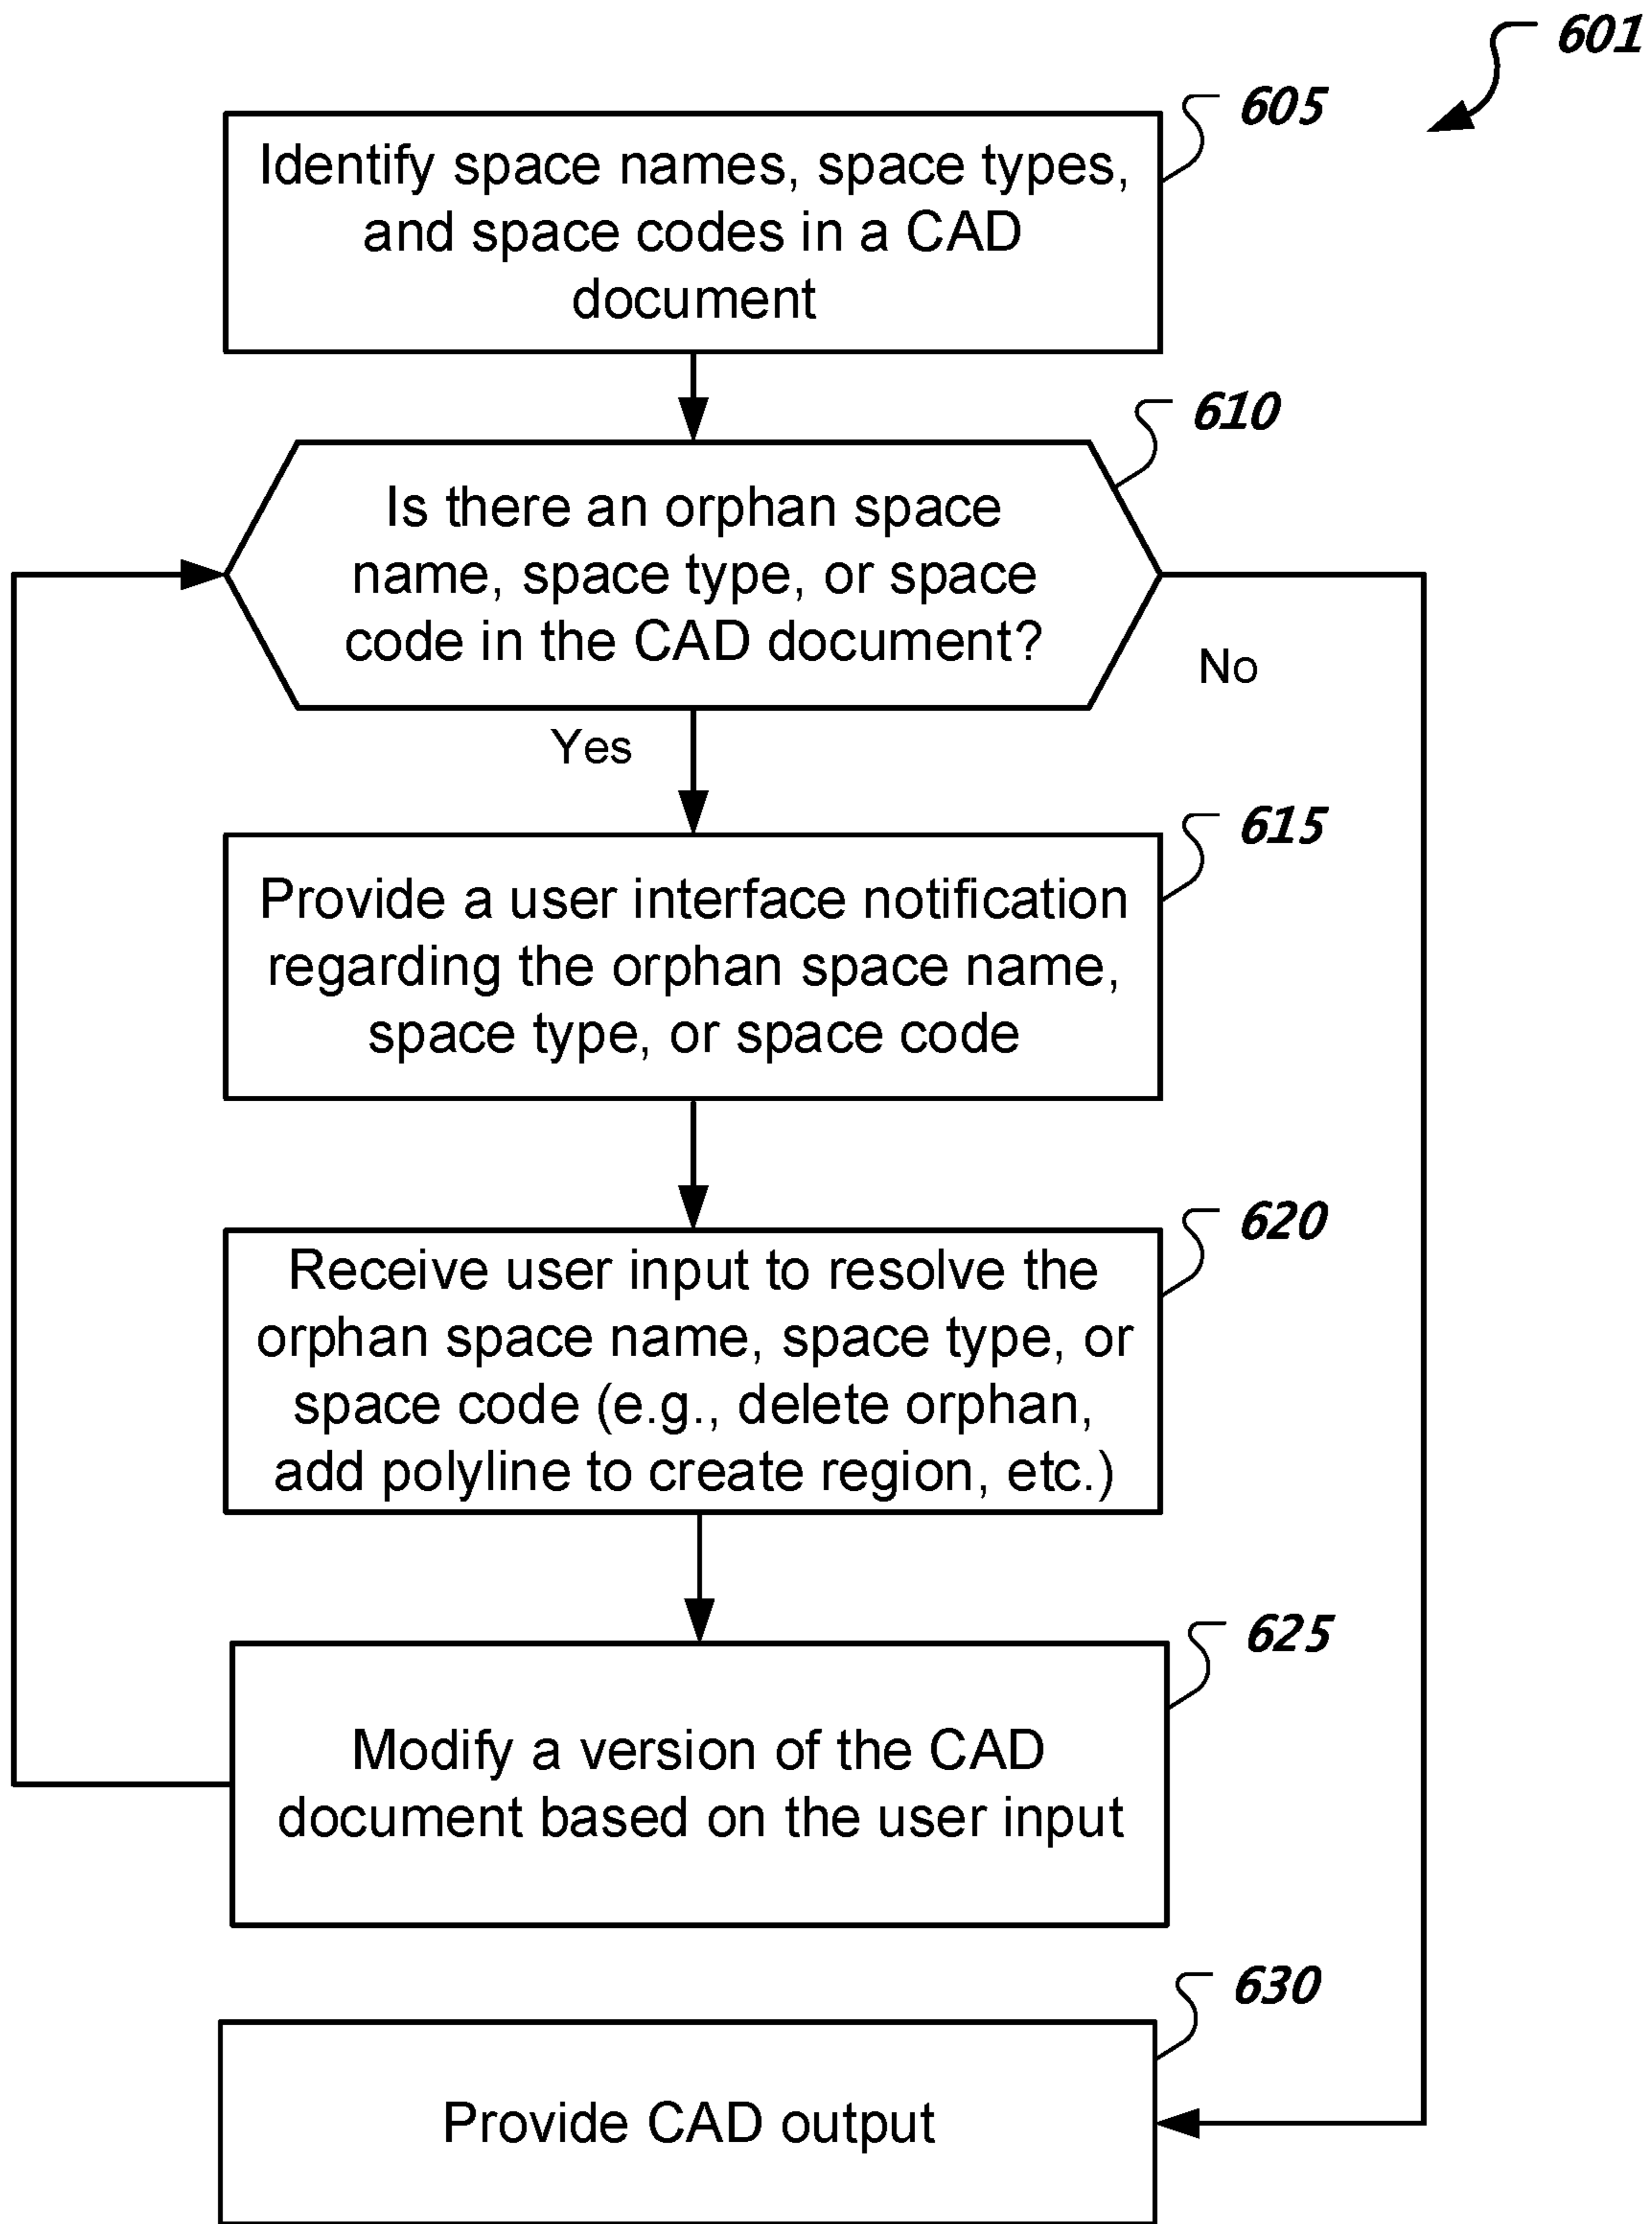 601
605
Identify space names, space types,
and space codes in a CAD
document
610
Is there an orphan space
name, space type, or space
code in the CAD document?
No
Yes
615
Provide a user interface notification
regarding the orphan space name,
space type, or space code
620
Receive user input to resolve the
orphan space name, space type, or
space code (e.g., delete orphan,
add polyline to create region, etc.)
625
Modify a version of the CAD
document based on the user input
630
Provide CAD output